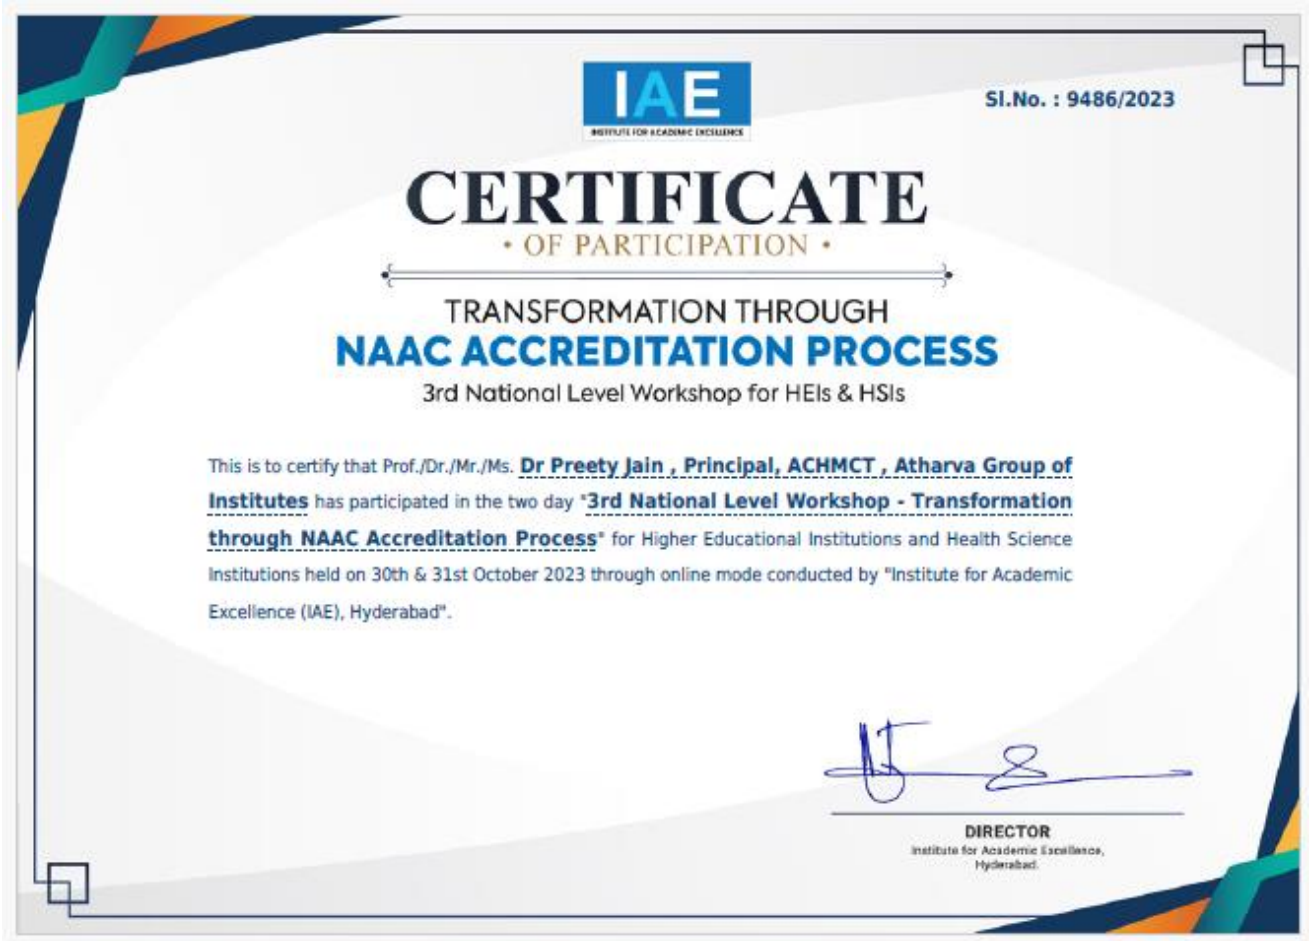 IAE
INSTITUTE FOR ACADEMIC EXCELLENCE
Sl.No. : 9486/2023
CERTIFICATE
• OF PARTICIPATION •
TRANSFORMATION THROUGH
NAAC ACCREDITATION PROCESS
3rd National Level Workshop for HEIs & HSIs
This is to certify that Prof./Dr./Mr./Ms. Dr Preety Jain , Principal, ACHMCT , Atharva Group of
Institutes has participated in the two day "3rd National Level Workshop - Transformation
through NAAC Accreditation Process" for Higher Educational Institutions and Health Science
Institutions held on 30th & 31st October 2023 through online mode conducted by "Institute for Academic
Excellence (IAE), Hyderabad".
DIRECTOR
Institute for Academic Excellence,
Hyderabad.